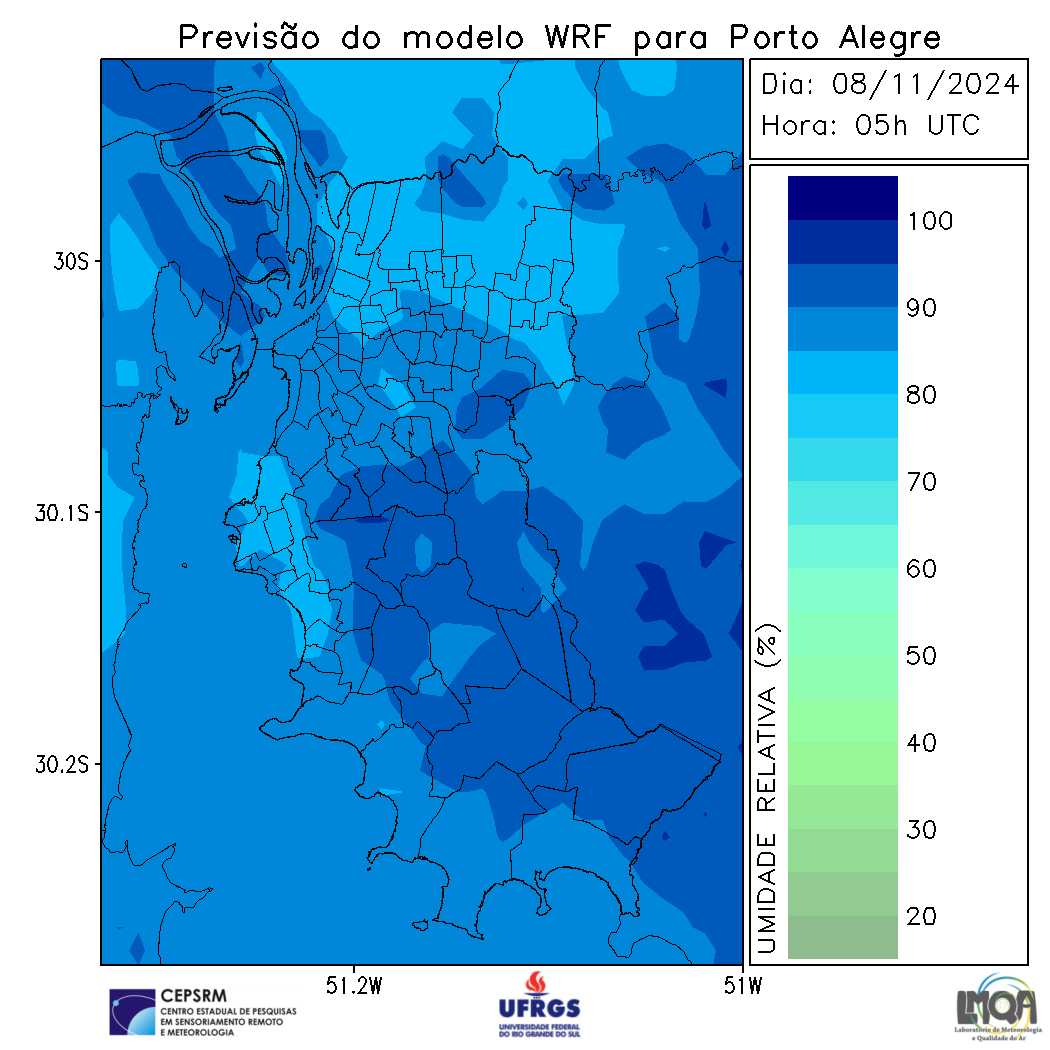 Previsão do modelo WRF para Porto Alegre
Dia: 08/11/2024
Hora: 05h UTC
100
90
80
70
60
50
40
30
20
UMIDADE RELATIVA (%)
30S
30.1S
30.2S
51.2W
51W
CEPSRM
CENTRO ESTADUAL DE PESQUISAS
EM SENSORIAMENTO REMOTO
E METEOROLOGIA
UFRGS
UNIVERSIDADE FEDERAL
DO RIO GRANDE DO SUL
LMQA
Laboratório de Meteorologia
e Qualidade do Ar